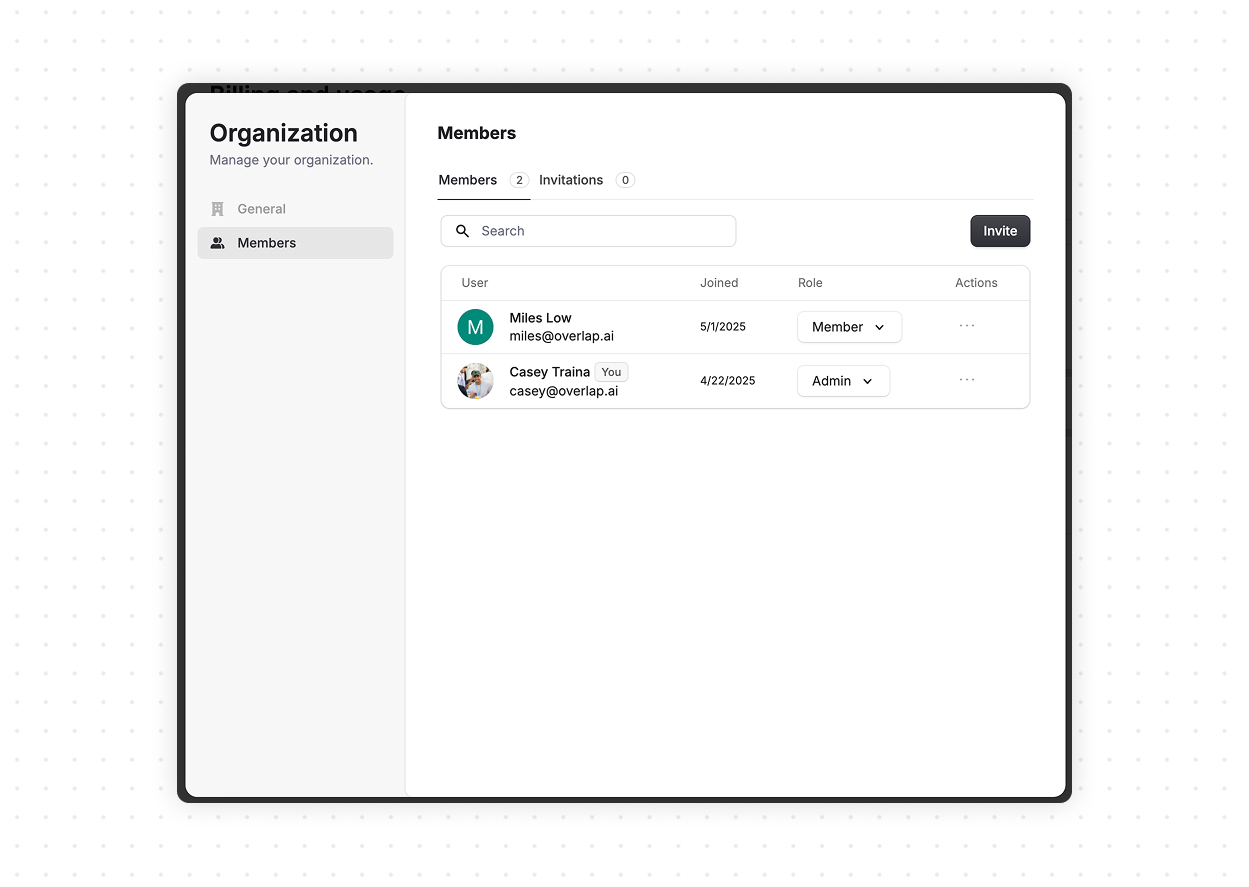 Billing and usage
Organization
Manage your organization.
General
Members
Members
Members 2 Invitations 0
Search
Invite
User Joined Role Actions
M
Miles Low
miles@overlap.ai
5/1/2025
Member
Casey Traina You
casey@overlap.ai
4/22/2025
Admin